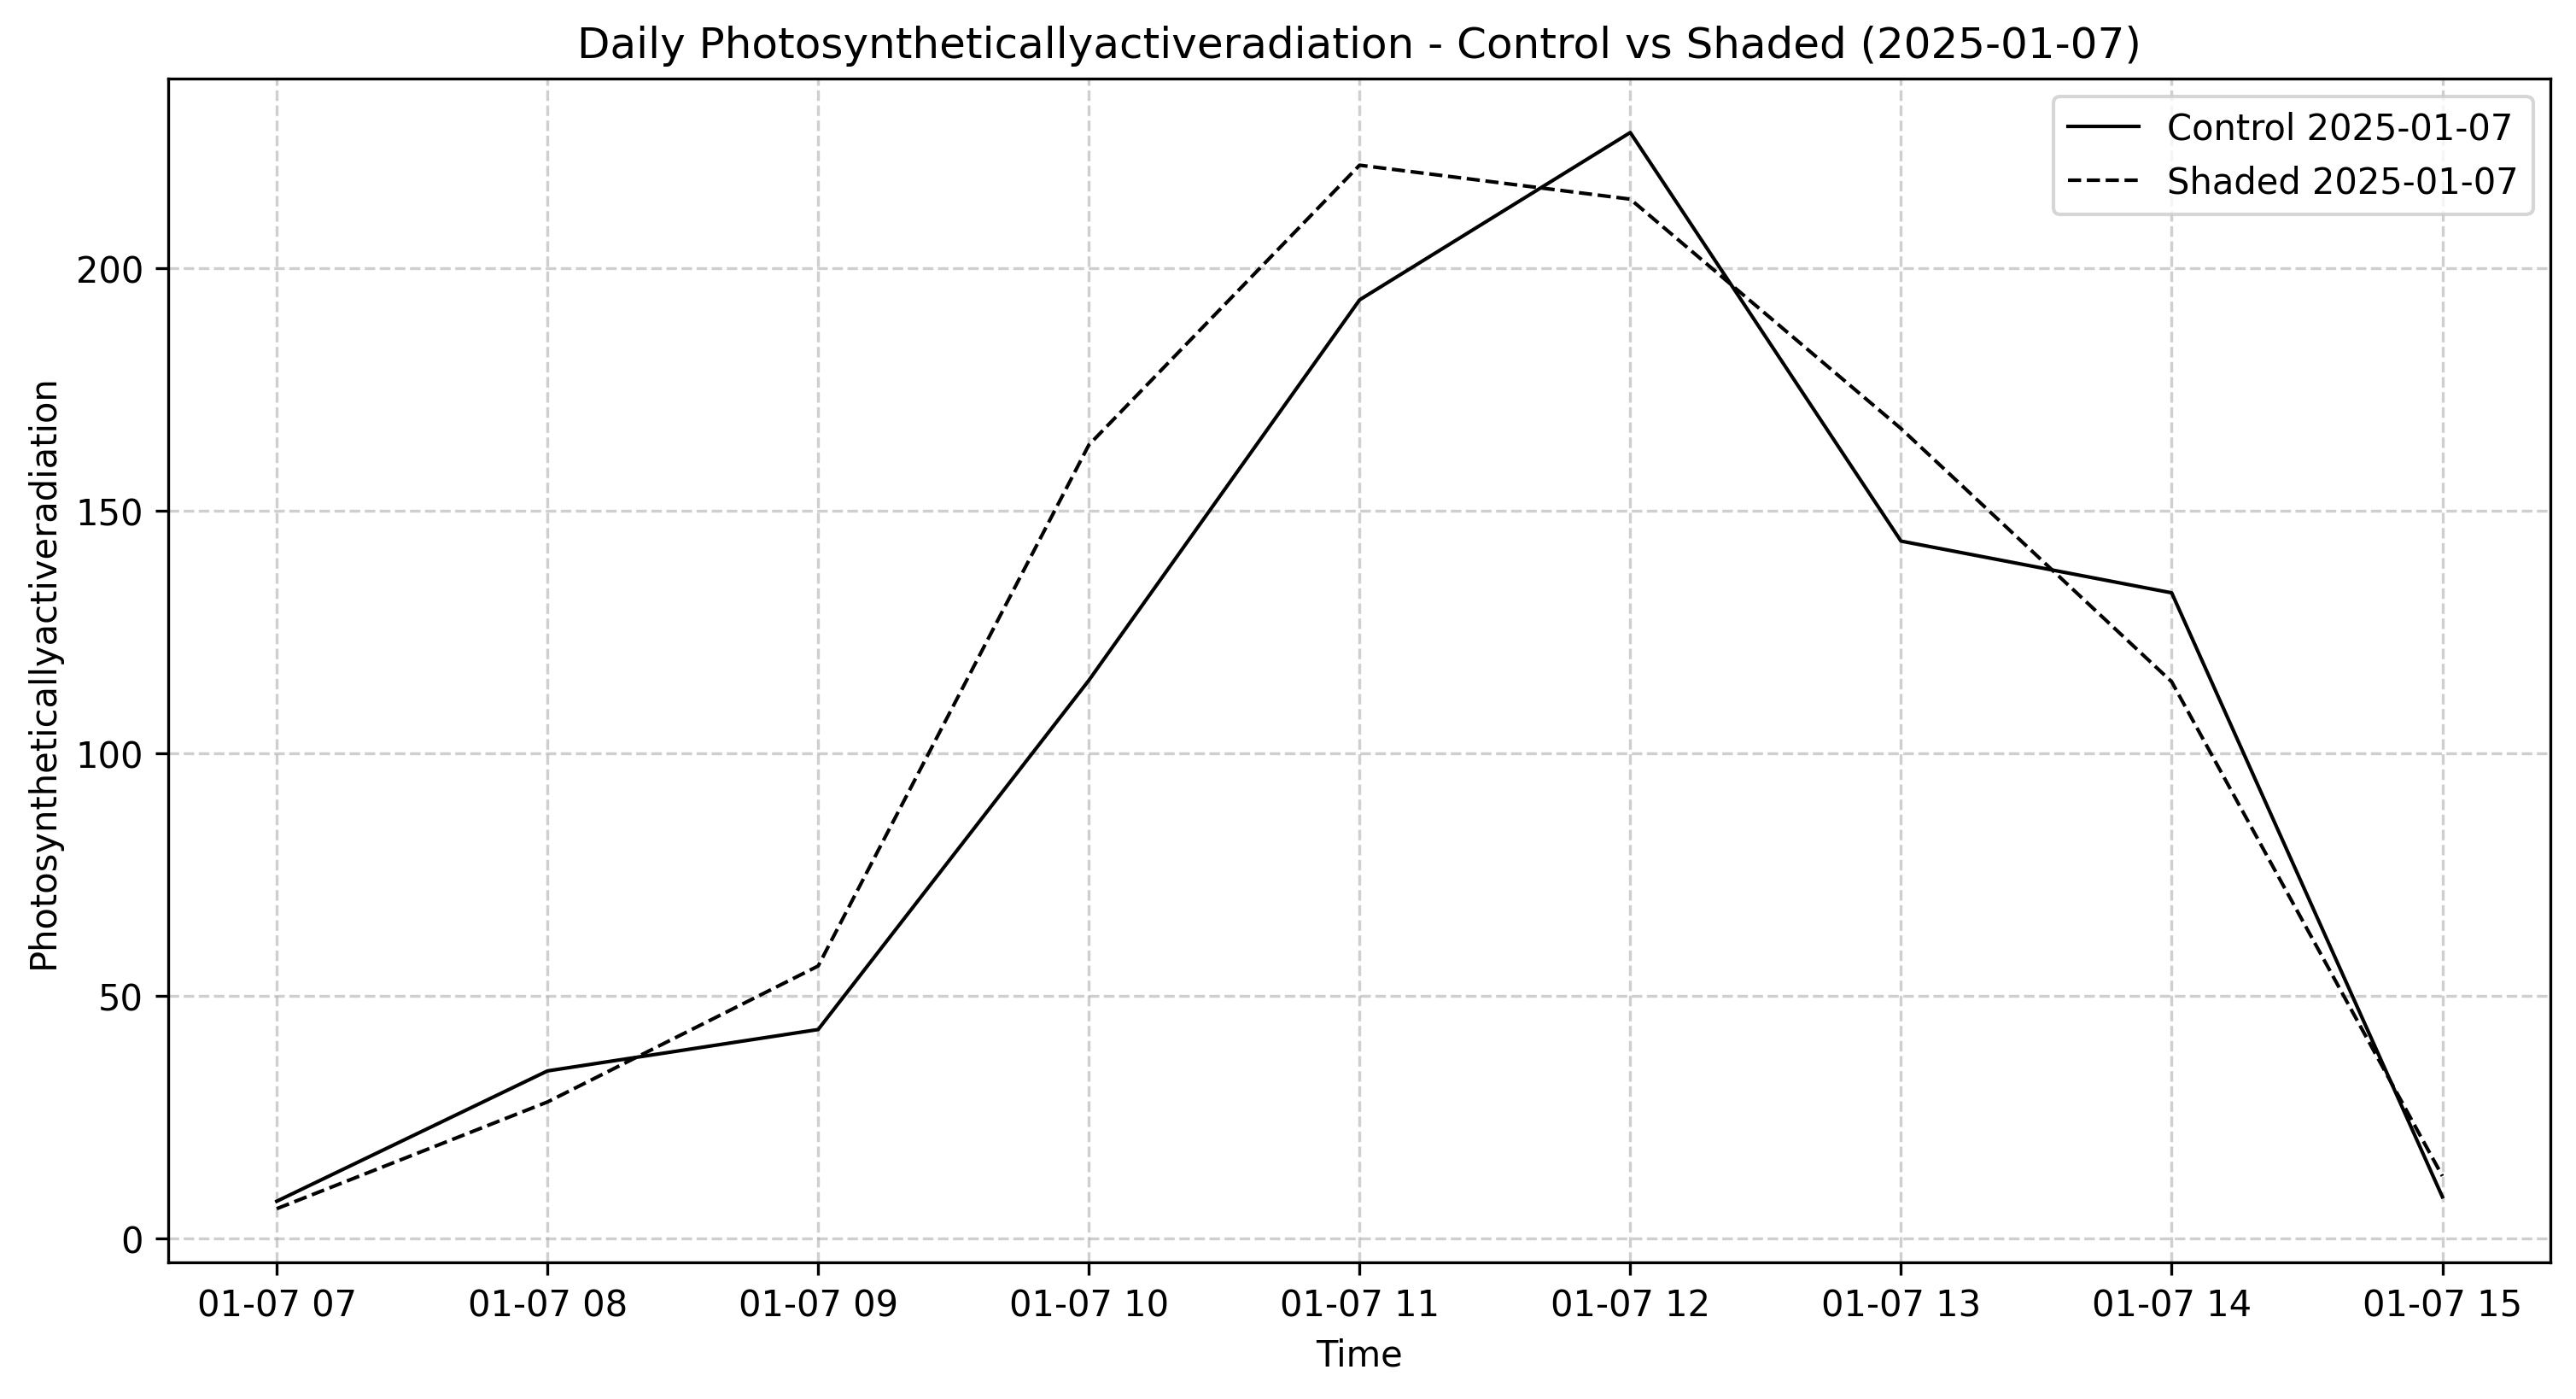 Daily Photosyntheticallyactiveradiation - Control vs Shaded (2025-01-07)
Control 2025-01-07
Shaded 2025-01-07
Photosyntheticallyactiveradiation
200
150
100
50
0
01-07 07 01-07 08 01-07 09 01-07 10 01-07 11 01-07 12 01-07 13 01-07 14 01-07 15
Time